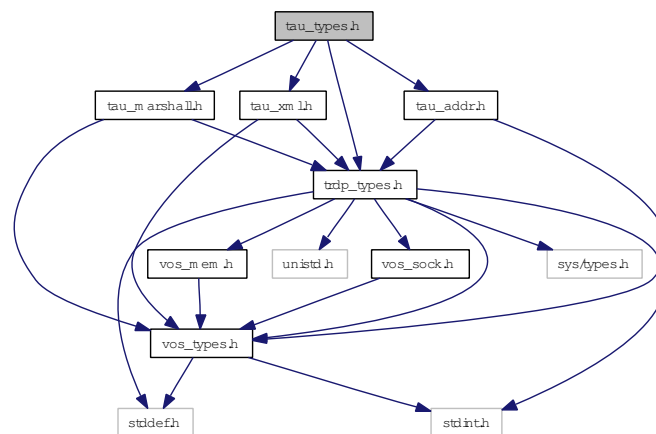 tau_types.h
tau_marshall.h
tau_xml.h
tau_addr.h
trdp_types.h
vos_mem.h
unistd.h
vos_sock.h
sys/types.h
vos_types.h
stddef.h
stdint.h